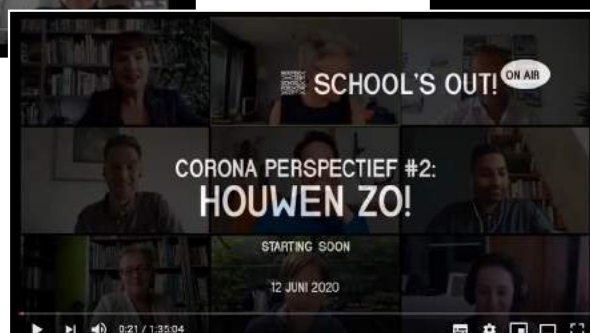 SCHOOL'S OUT! ON AIR
CORONA PERSPECTIEF #2:
HOUWEN ZO!
STARTING SOON
12 JUNI 2020
0:21 / 1:35:04